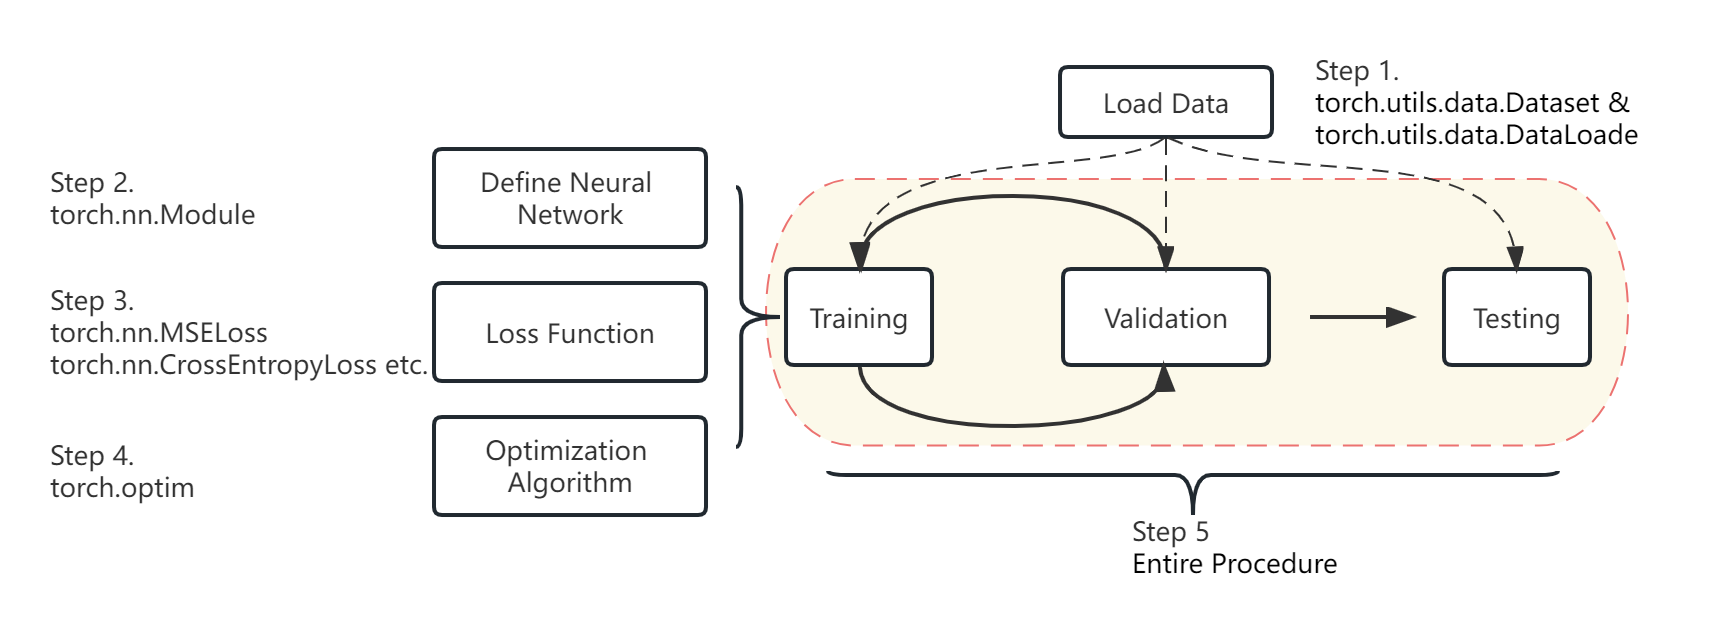 Load Data
Step 1.
torch.utils.data.Dataset &
torch.utils.data.DataLoade
Step 2.
torch.nn.Module
Define Neural
Network
Step 3.
torch.nn.MSELoss
torch.nn.CrossEntropyLoss etc.
Loss Function
Step 4.
torch.optim
Optimization
Algorithm
Training
Validation
Testing
Step 5
Entire Procedure